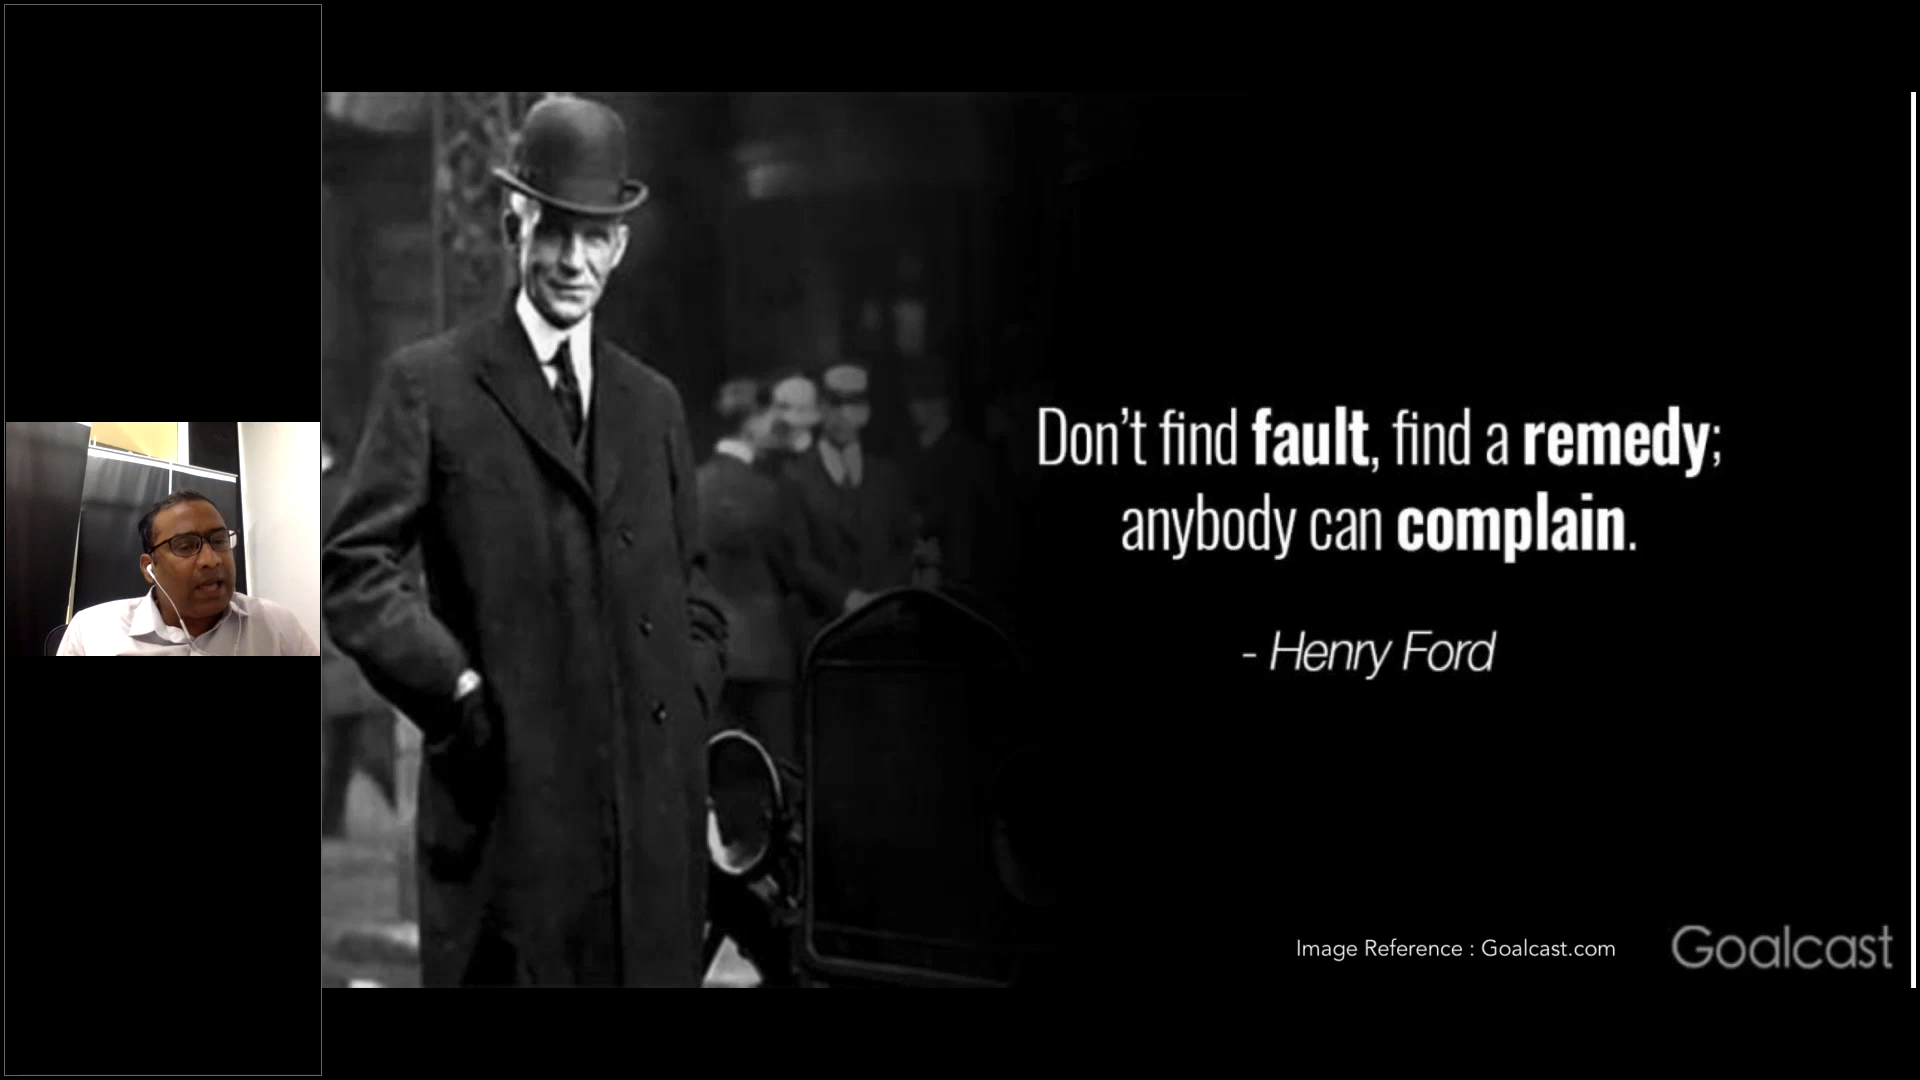 Don't find fault, find a remedy;
anybody can complain.
- Henry Ford
Image Reference : Goalcast.com
Goalcast